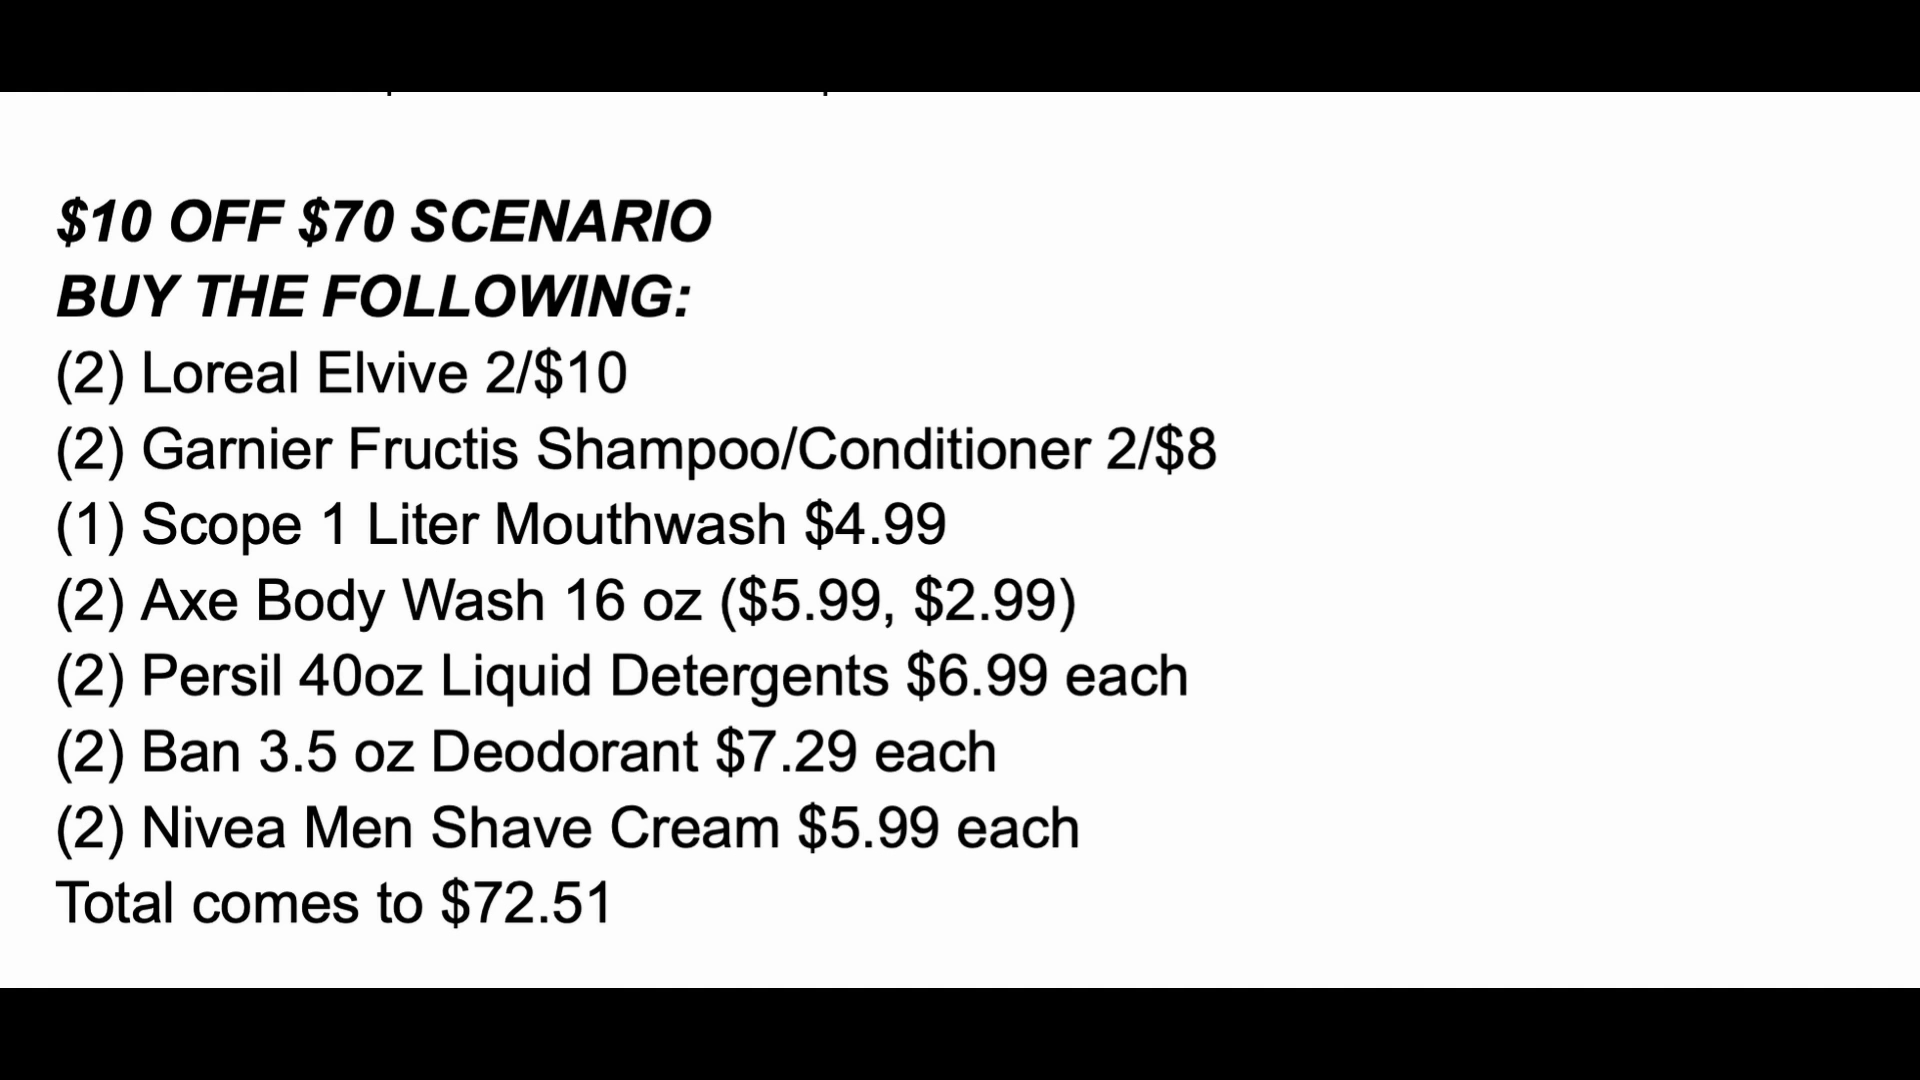 $10 OFF $70 SCENARIO
BUY THE FOLLOWING:
(2) Loreal Elvive 2/$10
(2) Garnier Fructis Shampoo/Conditioner 2/$8
(1) Scope 1 Liter Mouthwash $4.99
(2) Axe Body Wash 16 oz ($5.99, $2.99)
(2) Persil 40oz Liquid Detergents $6.99 each
(2) Ban 3.5 oz Deodorant $7.29 each
(2) Nivea Men Shave Cream $5.99 each
Total comes to $72.51